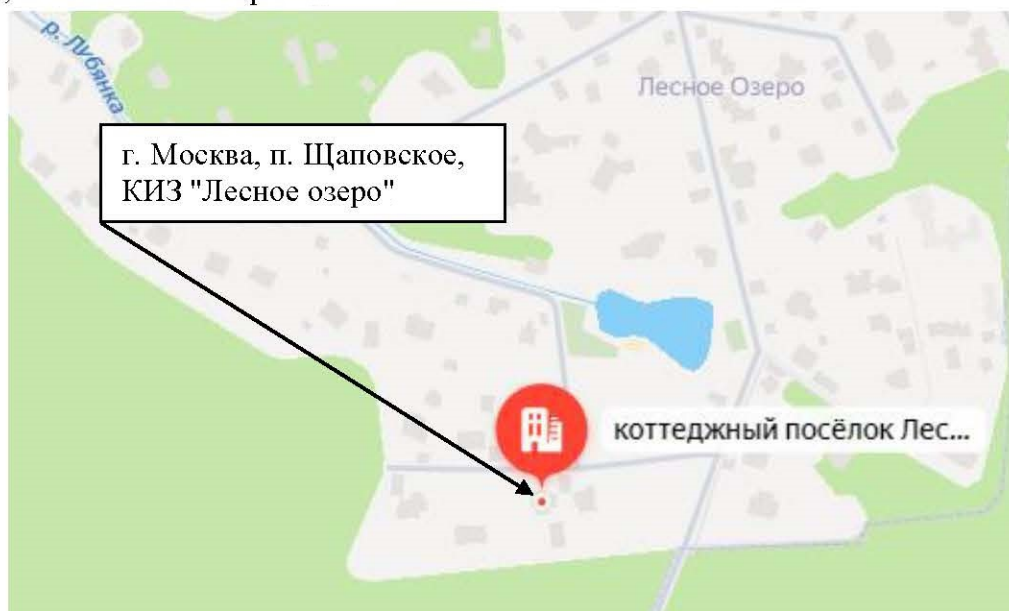 р. Лубянка
Лесное Озеро
г. Москва, п. Щаповское,
КИЗ "Лесное озеро"
коттеджный посёлок Лес...